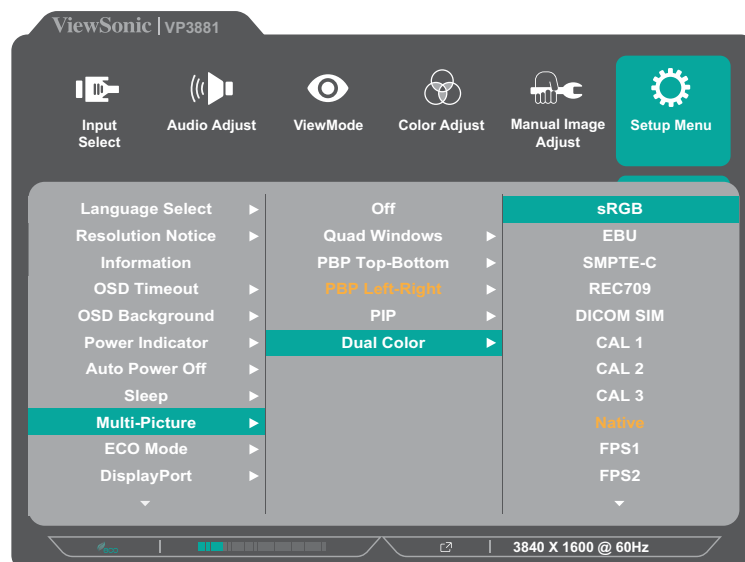 ViewSonic | VP3881
Input
Select
Audio Adjust
ViewMode
Color Adjust
Manual Image
Adjust
Setup Menu
Language Select
Resolution Notice
Information
OSD Timeout
OSD Background
Power Indicator
Auto Power Off
Sleep
Multi-Picture
ECO Mode
DisplayPort
Off
Quad Windows
PBP Top-Bottom
PBP Left-Right
PIP
Dual Color
sRGB
EBU
SMPTE-C
REC709
DICOM SIM
CAL 1
CAL 2
CAL 3
Native
FPS1
FPS2
ECO
3840 X 1600 @ 60Hz